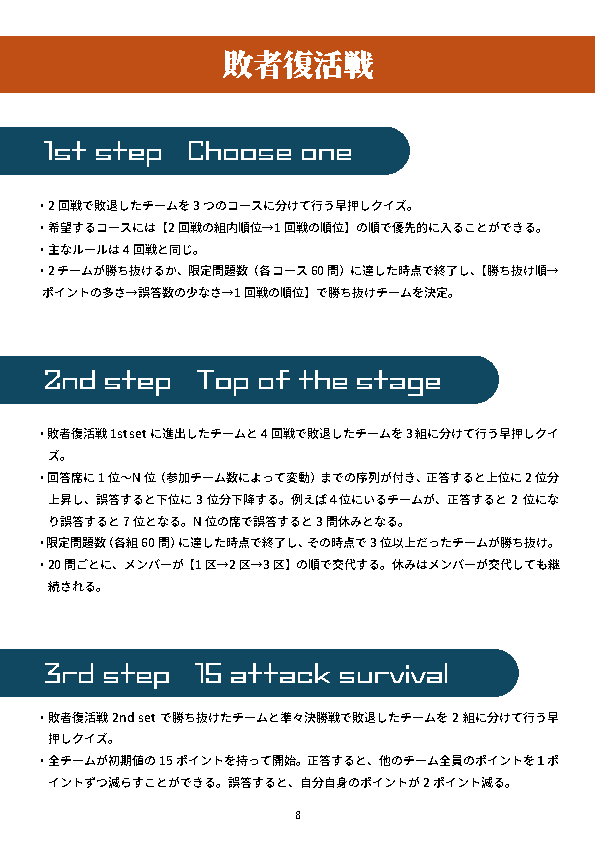 敗者復活戦
1st step Choose one
・2 回戦で敗退したチームを 3 つのコースに分けて行う早押しクイズ。
・希望するコースには【2 回戦の組内順位→1 回戦の順位】の順で優先的に入ることができる。
・主なルールは 4 回戦と同じ。
・2 チームが勝ち抜けるか、限定問題数（各コース 60 問）に達した時点で終了し、【勝ち抜け順→
ポイントの多さ→誤答数の少なさ→1 回戦の順位】で勝ち抜けチームを決定。
2nd step Top of the stage
・敗者復活戦 1st set に進出したチームと 4 回戦で敗退したチームを 3 組に分けて行う早押しクイ
ズ。
・回答席に 1 位～N 位（参加チーム数によって変動）までの序列が付き、正答すると上位に 2 位分
上昇し、誤答すると下位に 3 位分下降する。例えば 4 位にいるチームが、正答すると 2 位にな
り誤答すると 7 位となる。N 位の席で誤答すると 3 問休みとなる。
・限定問題数（各組 60 問）に達した時点で終了し、その時点で 3 位以上だったチームが勝ち抜け。
・20 問ごとに、メンバーが【1 区→2 区→3 区】の順で交代する。休みはメンバーが交代しても継
続される。
3rd step 15 attack survival
・敗者復活戦 2nd set で勝ち抜けたチームと準々決勝戦で敗退したチームを 2 組に分けて行う早
押しクイズ。
・全チームが初期値の 15 ポイントを持って開始。正答すると、他のチーム全員のポイントを 1 ポ
イントずつ減らすことができる。誤答すると、自分自身のポイントが 2 ポイント減る。
8